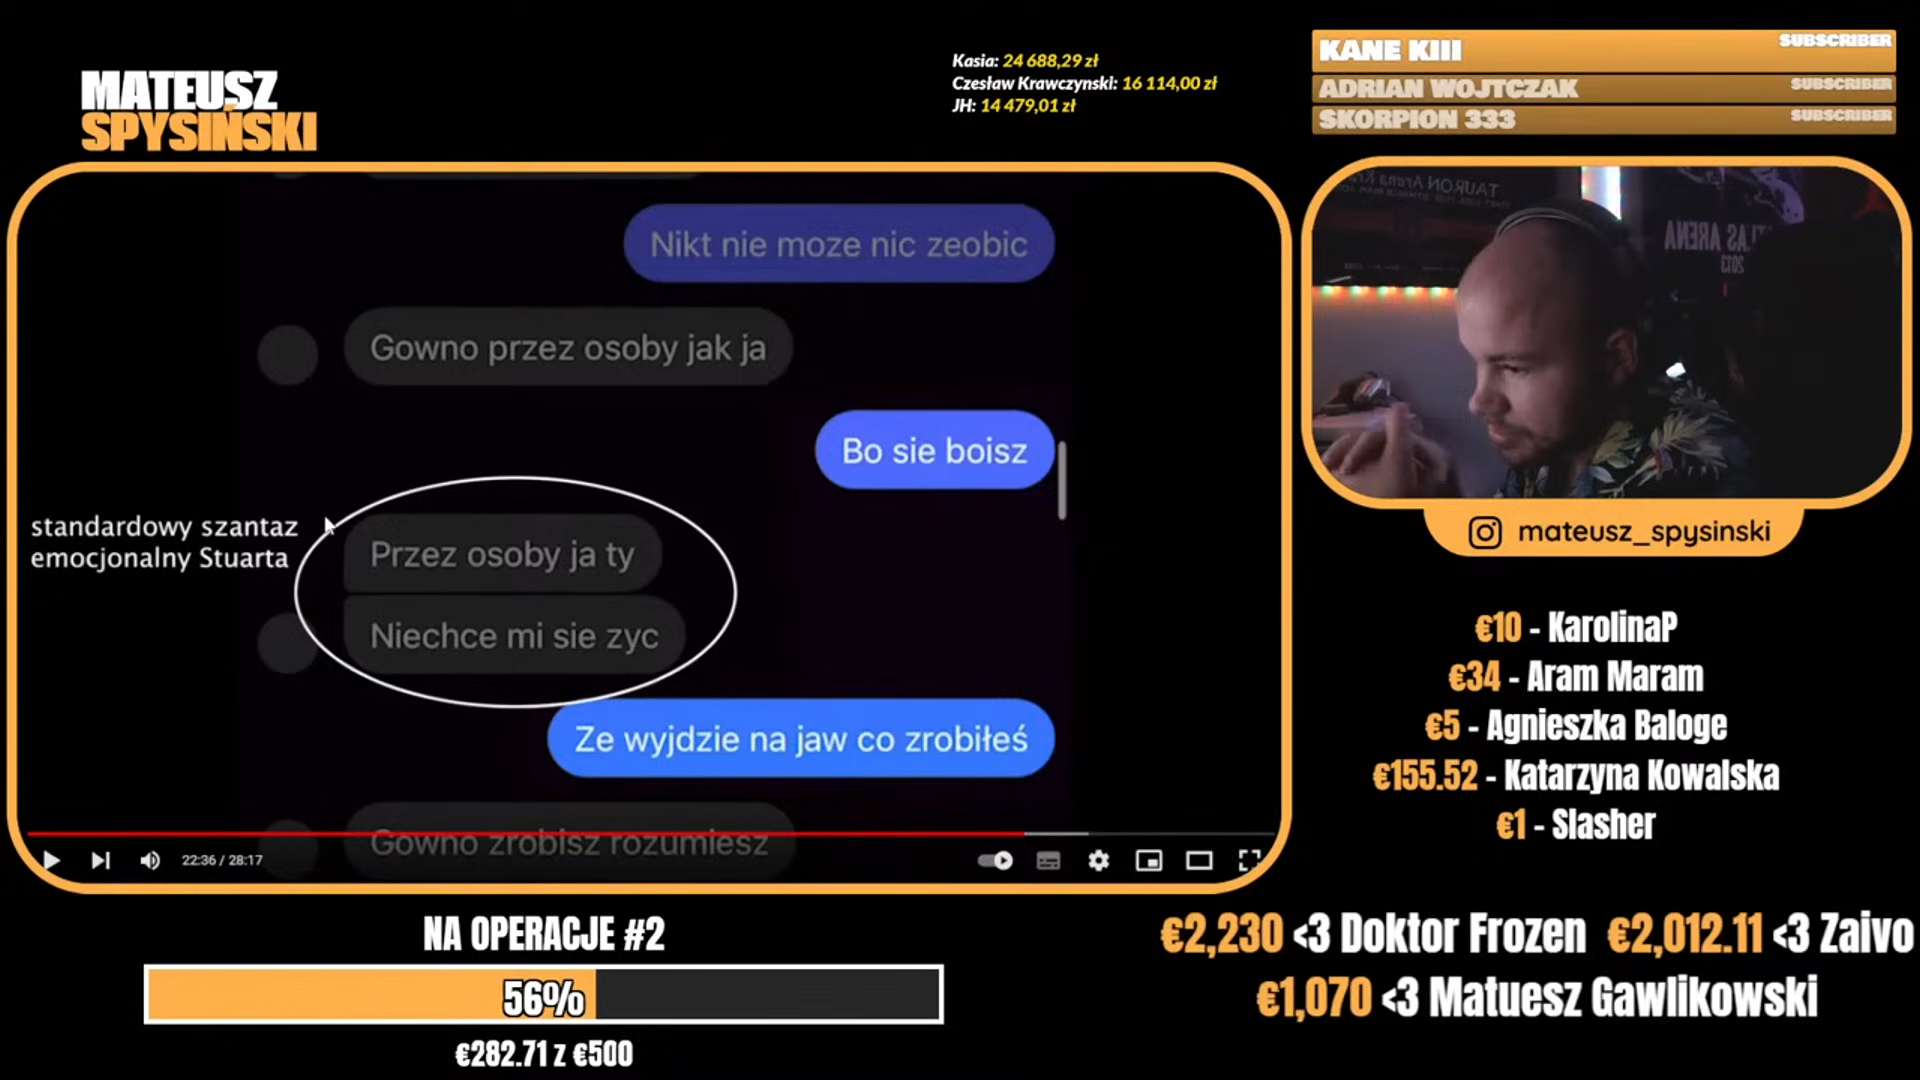 MATEUSZ
SPYSIŃSKI
Kasia: 24 688,29 zł
Czesław Krawczynski: 16 114,00 zł
JH: 14 479,01 zł
KANE KIII SUBSCRIBER
ADRIAN WOJTCZAK SUBSCRIBER
SKORPION 333 SUBSCRIBER
Nikt nie moze nic zeobic
Gowno przez osoby jak ja
Bo sie boisz
standardowy szantaz
emocjonalny Stuarta
Przez osoby ja ty
Niechce mi sie zyc
Ze wyjdzie na jaw co zrobiłeś
Gowno zrobisz rozumiesz
22:36 / 28:17
TAURON Arena
ATLAS ARENA
2013
mateusz_spysinski
€10 - KarolinaP
€34 - Aram Maram
€5 - Agnieszka Baloge
€155.52 - Katarzyna Kowalska
€1 - Slasher
NA OPERACJE #2
56%
€282.71 z €500
€2,230 <3 Doktor Frozen €2,012.11 <3 Zaivo
€1,070 <3 Matuesz Gawlikowski